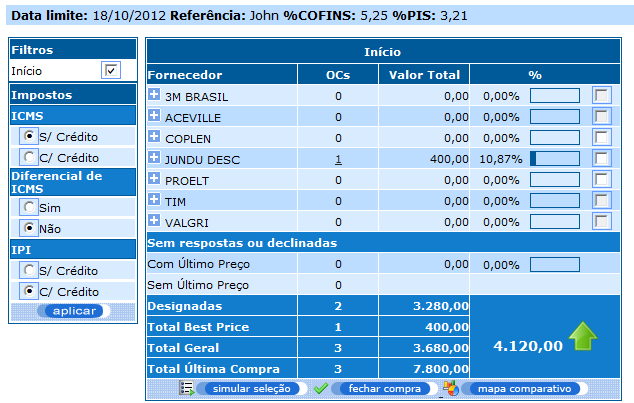 Data limite: 18/10/2012 Referência: John %COFINS: 5,25 %PIS: 3,21
Filtros
Início
Impostos
ICMS
S/ Crédito
C/ Crédito
Diferencial de
ICMS
Sim
Não
IPI
S/ Crédito
C/ Crédito
aplicar
Início
Fornecedor OCs Valor Total %
3M BRASIL 0 0,00 0,00%
ACEVILLE 0 0,00 0,00%
COPLEN 0 0,00 0,00%
JUNDU DESC 1 400,00 10,87%
PROELT 0 0,00 0,00%
TIM 0 0,00 0,00%
VALGRI 0 0,00 0,00%
Sem respostas ou declinadas
Com Último Preço 0 0,00 0,00%
Sem Último Preço 0
Designadas 2 3.280,00
Total Best Price 1 400,00
Total Geral 3 3.680,00
4.120,00
Total Última Compra 3 7.800,00
simular seleção fechar compra mapa comparativo